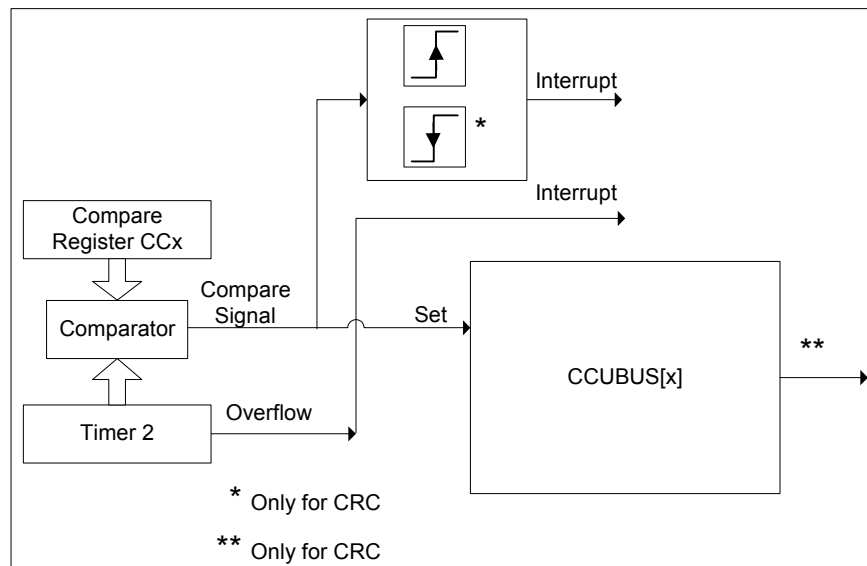 Interrupt
*
Interrupt
Compare
Register CCx
Compare
Signal
Comparator
Set
CCUBUS[x]
**
Overflow
Timer 2
* Only for CRC
** Only for CRC